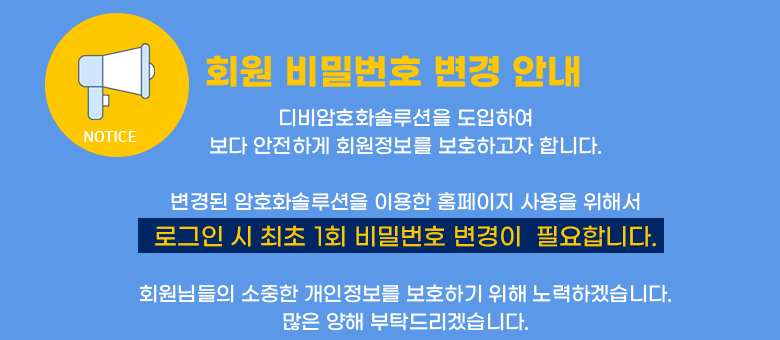 NOTICE
회원 비밀번호 변경 안내
디비암호화솔루션을 도입하여
보다 안전하게 회원정보를 보호하고자 합니다.
변경된 암호화솔루션을 이용한 홈페이지 사용을 위해서
로그인 시 최초 1회 비밀번호 변경이 필요합니다.
회원님들의 소중한 개인정보를 보호하기 위해 노력하겠습니다.
많은 양해 부탁드리겠습니다.